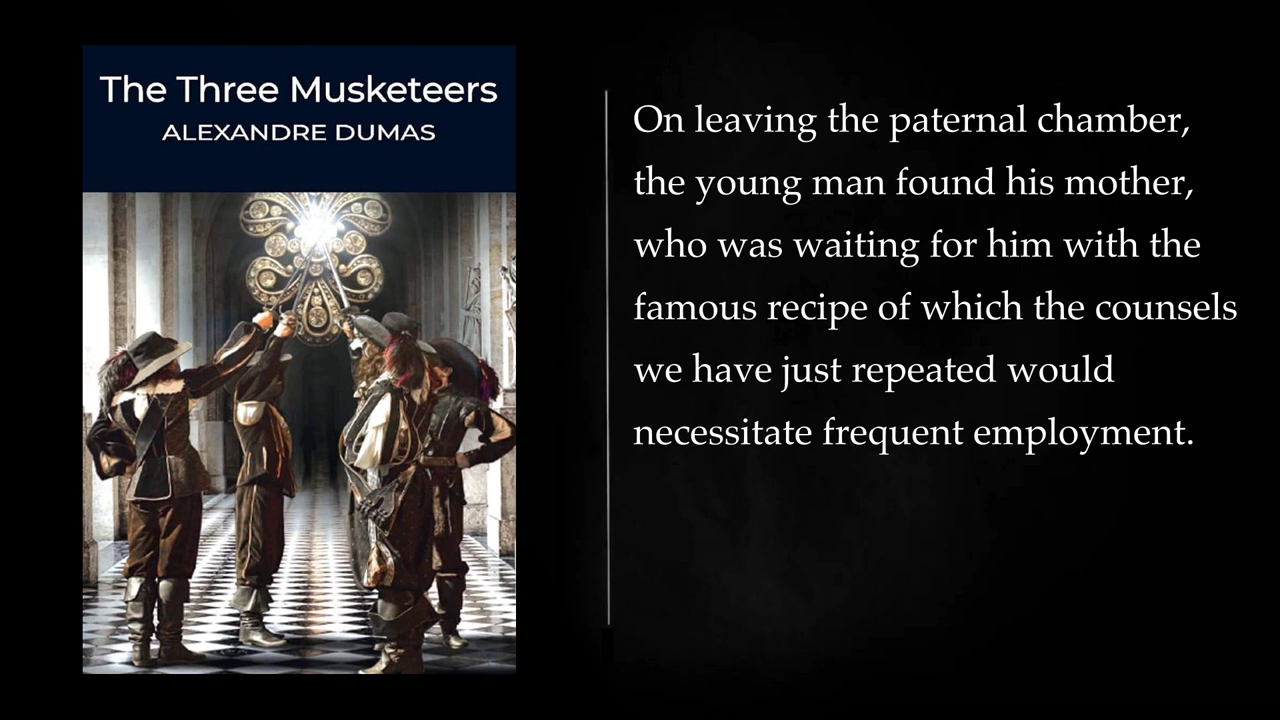 The Three Musketeers
ALEXANDRE DUMAS
On leaving the paternal chamber,
the young man found his mother,
who was waiting for him with the
famous recipe of which the counsels
we have just repeated would
necessitate frequent employment.